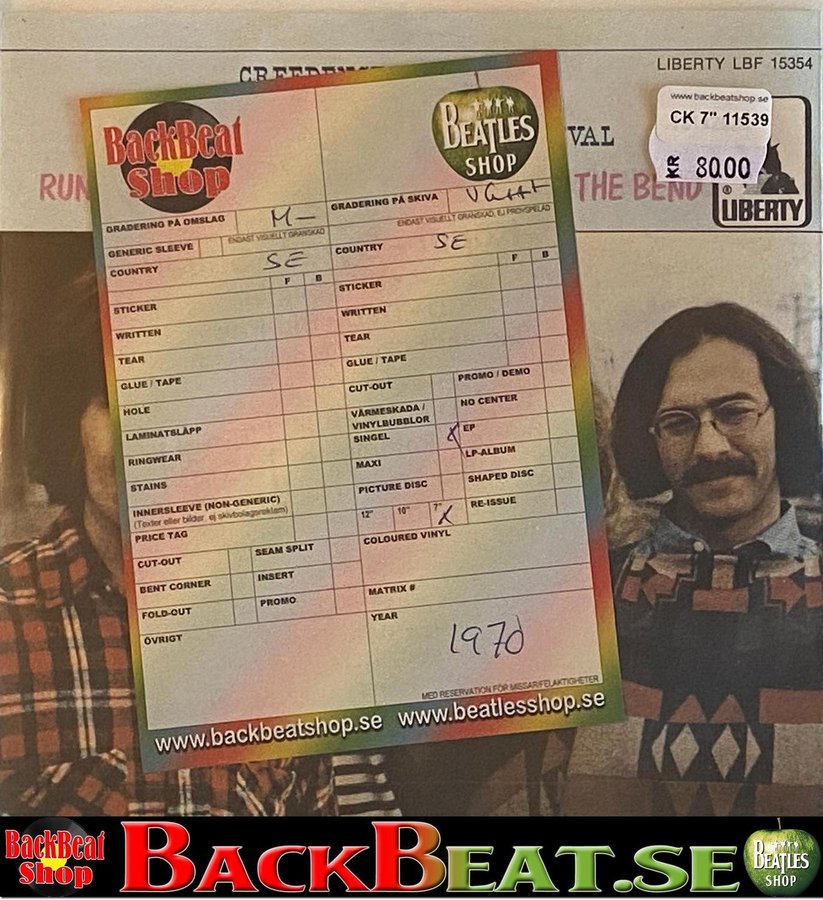 LIBERTY LBF 15354
www.backbeatshop.se
CK 7" 11539
KR 80.00
VAL
RUN
THE BEND
® LIBERTY
BackBeat
Shop
BEATLES
SHOP
GRADERING PÅ OMSLAG M-
ENDAST VISUELLT GRANSKAD
GENERIC SLEEVE
COUNTRY SE
F B
STICKER
WRITTEN
TEAR
GLUE / TAPE
HOLE
LAMINATSLÄPP
RINGWEAR
STAINS
INNERSLEEVE (NON-GENERIC)
(Texter eller bilder, ej skivbolagsreklam)
PRICE TAG
CUT-OUT SEAM SPLIT
BENT CORNER INSERT
FOLD-OUT PROMO
ÖVRIGT
GRADERING PÅ SKIVA
ENDAST VISUELLT GRANSKAD, EJ PROVSPELAD
COUNTRY SE
F B
STICKER
WRITTEN
TEAR
GLUE / TAPE
CUT-OUT PROMO / DEMO
VÄRMESKADA /
VINYLBUBBLOR NO CENTER
SINGEL X EP
MAXI LP-ALBUM
PICTURE DISC SHAPED DISC
12" 10" 7" X RE-ISSUE
COLOURED VINYL
MATRIX #
YEAR
1970
MED RESERVATION FÖR MISSAR/FELAKTIGHETER
www.backbeatshop.se www.beatlesshop.se
BackBeat
Shop
BACKBEAT.SE
BEATLES
SHOP